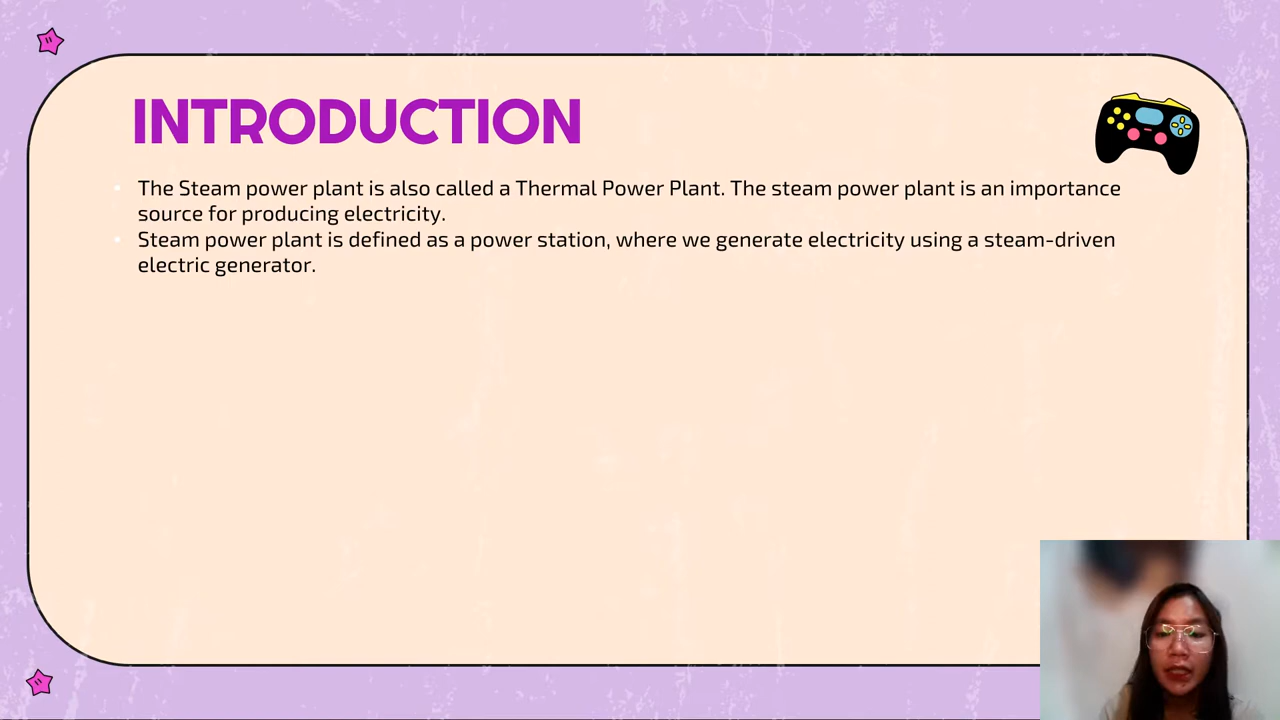 INTRODUCTION
The Steam power plant is also called a Thermal Power Plant. The steam power plant is an importance
source for producing electricity.
Steam power plant is defined as a power station, where we generate electricity using a steam-driven
electric generator.